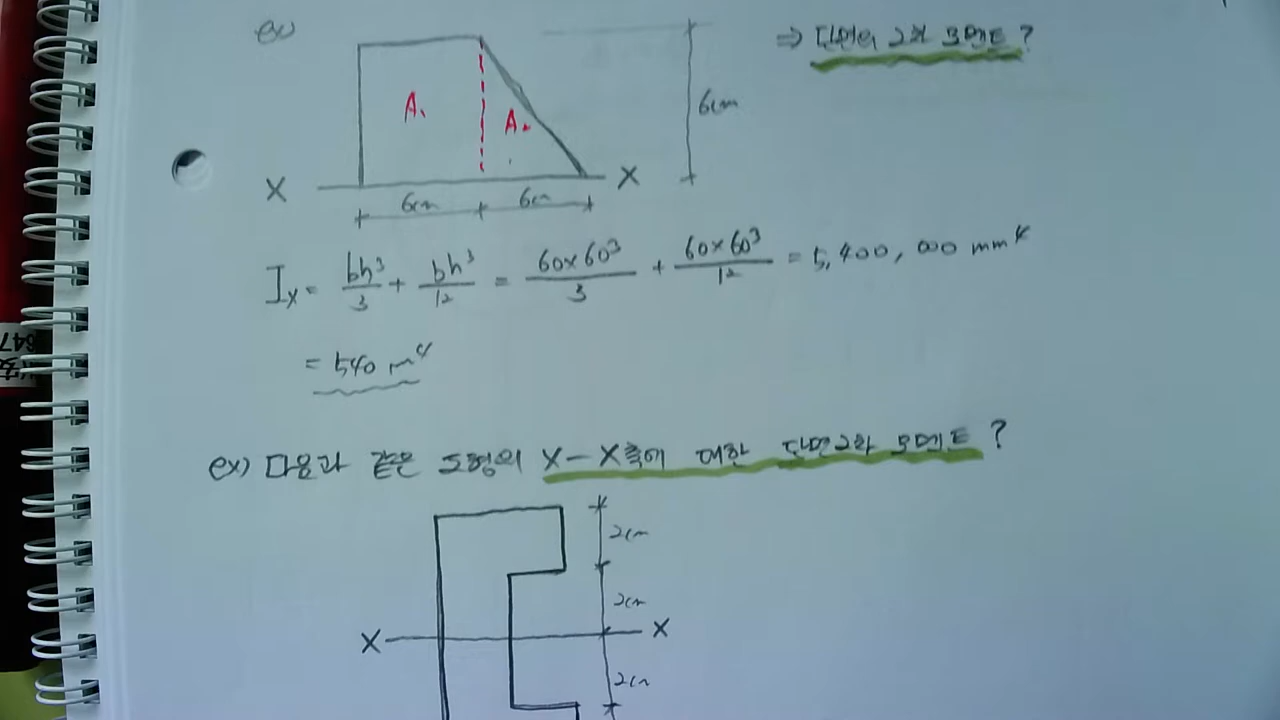 ex)
⇒ 단면의 2차 모멘트?
A₁
A₂
6cm
X
X
6cm
6cm
Iₓ = bh³/3 + bh³/12 = 60×60³/3 + 60×60³/12 = 5,400,000 mm⁴
= 540 m⁴
ex) 다음과 같은 도형의 X-X축에 대한 단면2차 모멘트?
2cm
2cm
X
X
2cm